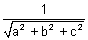 1/√(a² + b² + c²)